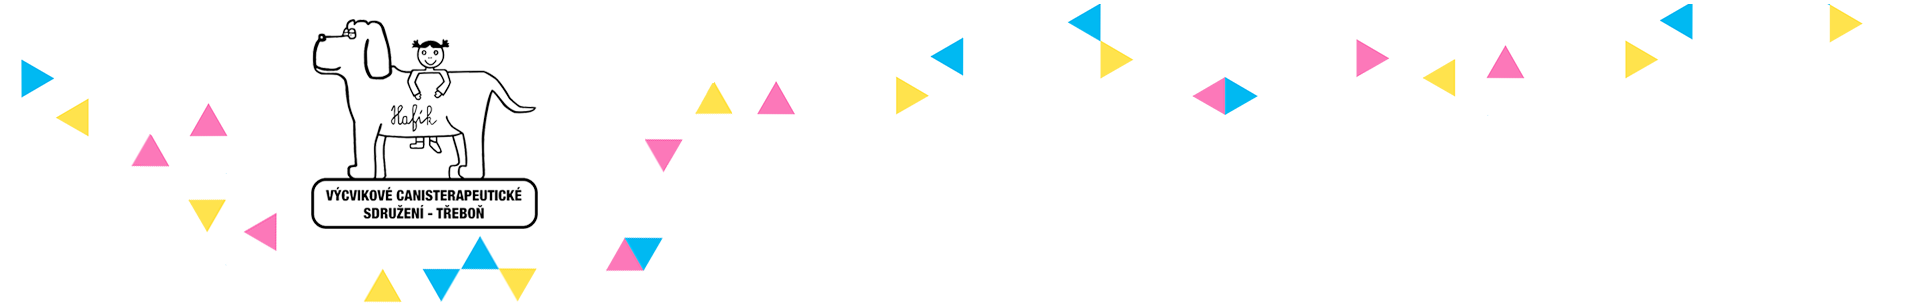 Hafík
VÝCVIKOVÉ CANISTERAPEUTICKÉ
SDRUŽENÍ - TŘEBOŇ